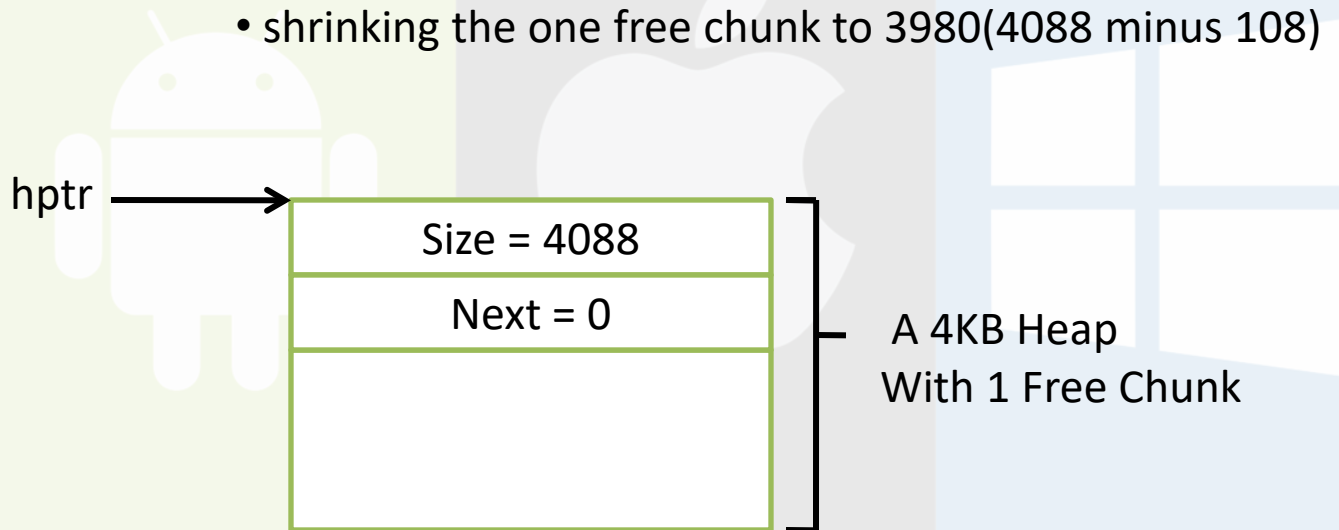 • shrinking the one free chunk to 3980(4088 minus 108)
hptr
Size = 4088
Next = 0
A 4KB Heap
With 1 Free Chunk